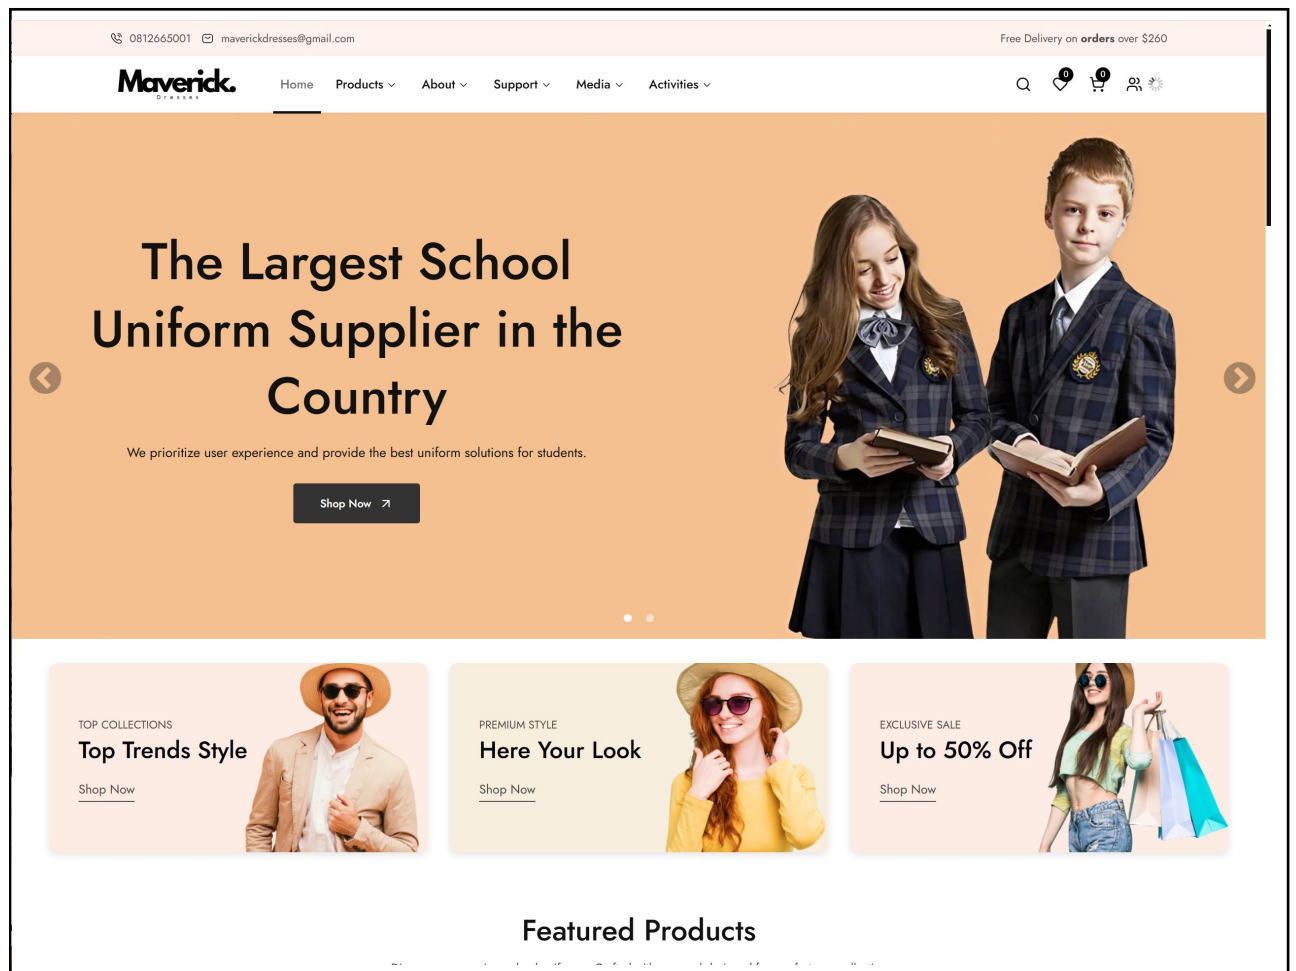 0812665001 maverickdresses@gmail.com
Free Delivery on orders over $260
Maverick.
Dresses
Home Products About Support Media Activities
0 0
The Largest School
Uniform Supplier in the
Country
We prioritize user experience and provide the best uniform solutions for students.
Shop Now
TOP COLLECTIONS
Top Trends Style
Shop Now
PREMIUM STYLE
Here Your Look
Shop Now
EXCLUSIVE SALE
Up to 50% Off
Shop Now
Featured Products